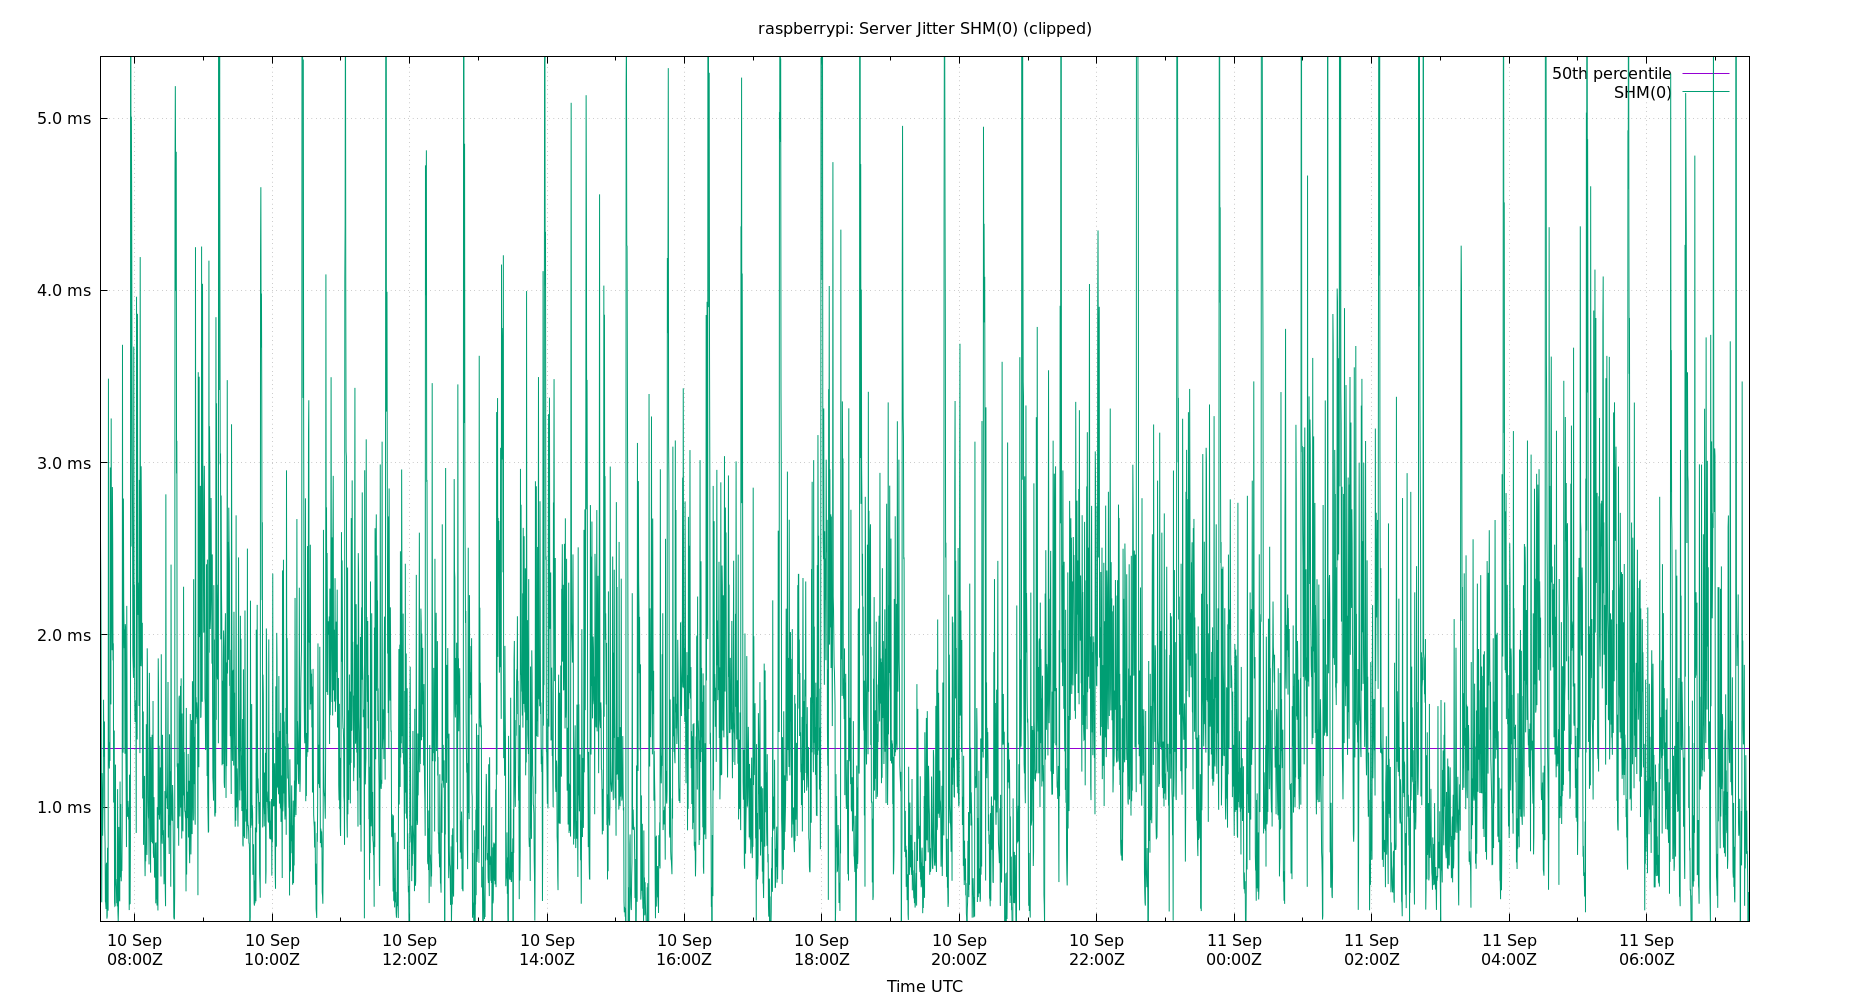 raspberrypi: Server Jitter SHM(0) (clipped)
50th percentile
SHM(0)
5.0 ms
4.0 ms
3.0 ms
2.0 ms
1.0 ms
10 Sep 10 Sep 10 Sep 10 Sep 10 Sep 10 Sep 10 Sep 10 Sep 11 Sep 11 Sep 11 Sep 11 Sep
08:00Z 10:00Z 12:00Z 14:00Z 16:00Z 18:00Z 20:00Z 22:00Z 00:00Z 02:00Z 04:00Z 06:00Z
Time UTC